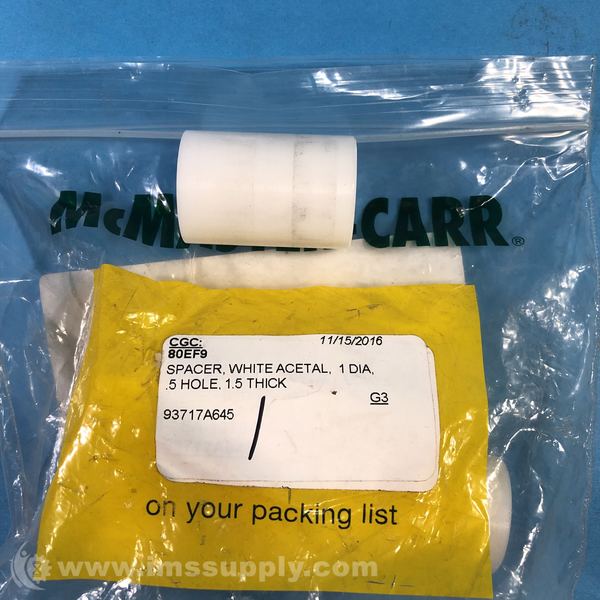 McMASTER-CARR®
CGC: 11/15/2016
80EF9
SPACER, WHITE ACETAL, 1 DIA,
.5 HOLE, 1.5 THICK
G3
93717A645
on your packing list
www.imssupply.com